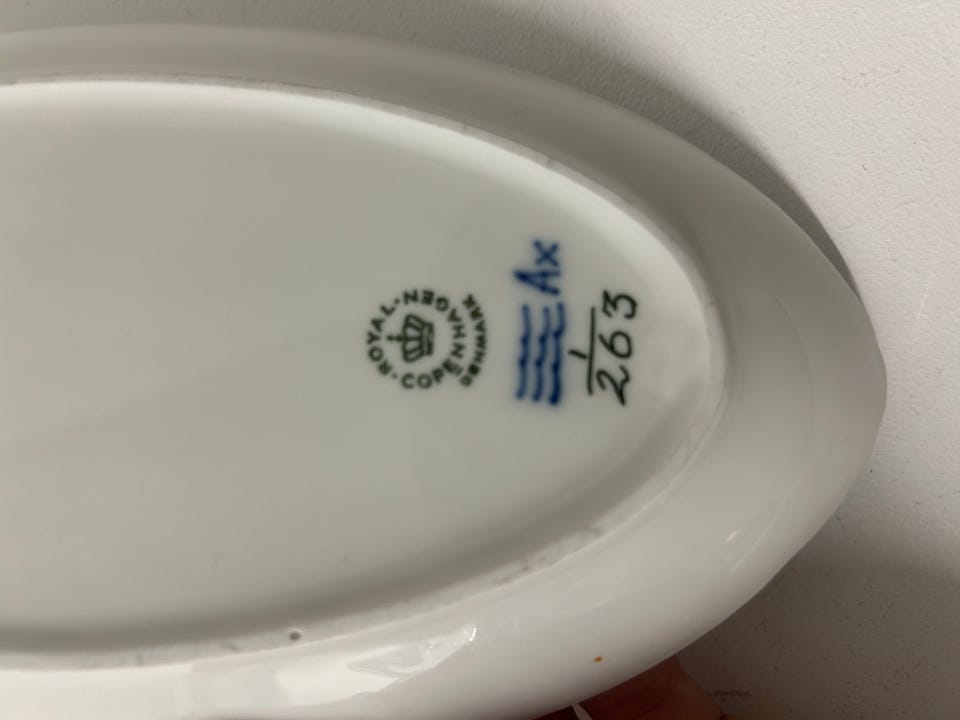 ROYAL COPENHAGEN
DENMARK
Ax
1
263